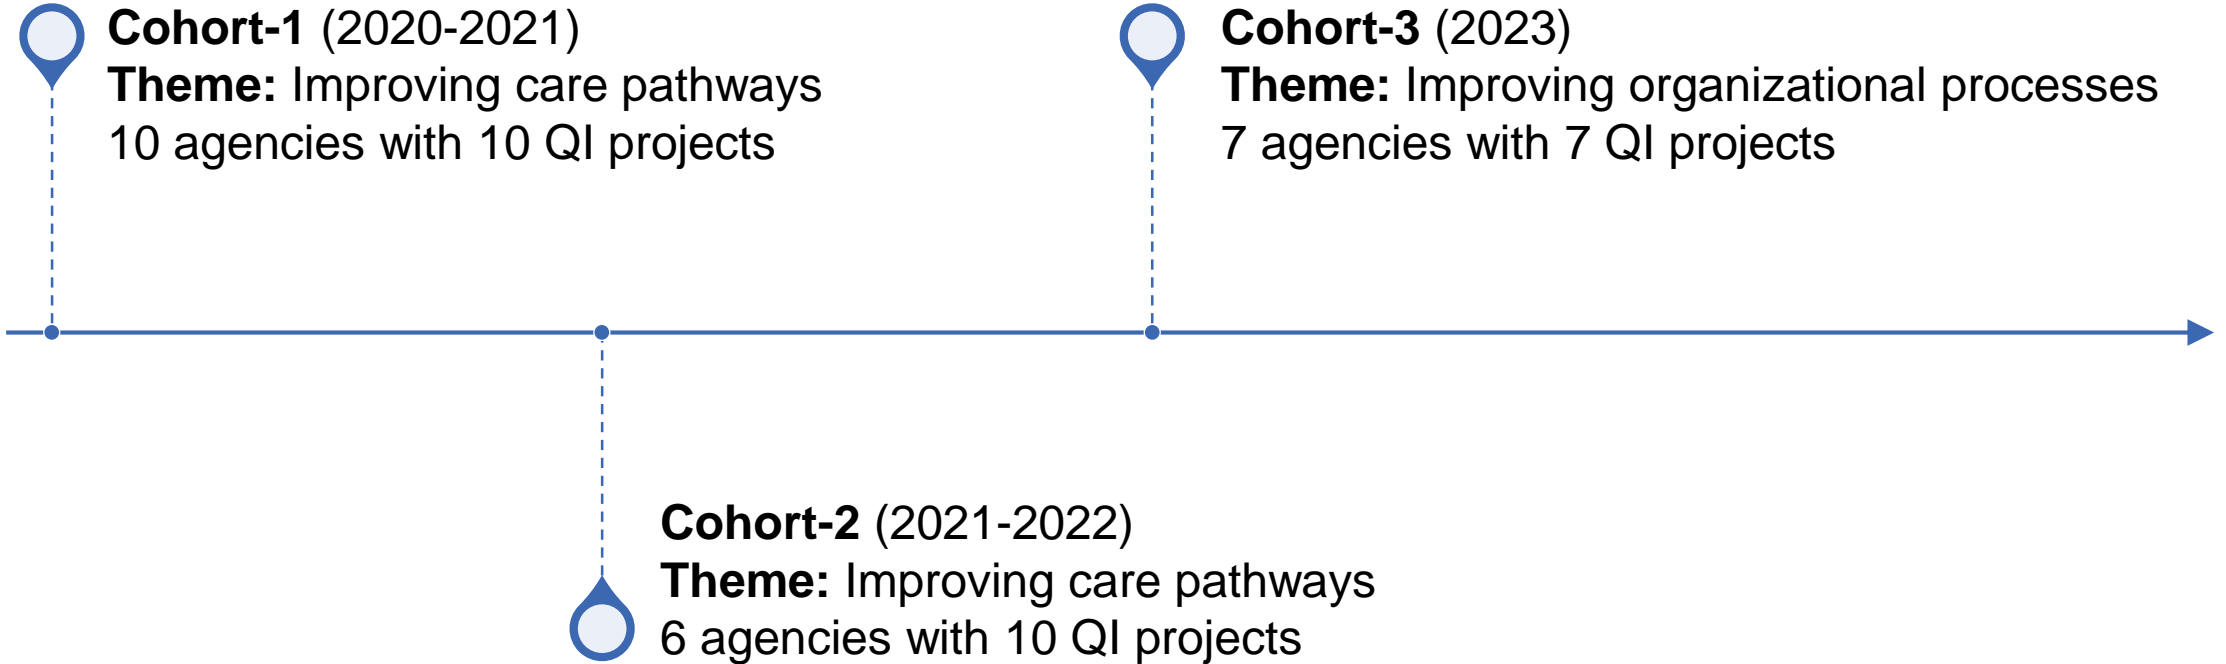 Cohort-1 (2020-2021)
Theme: Improving care pathways
10 agencies with 10 QI projects
Cohort-2 (2021-2022)
Theme: Improving care pathways
6 agencies with 10 QI projects
Cohort-3 (2023)
Theme: Improving organizational processes
7 agencies with 7 QI projects